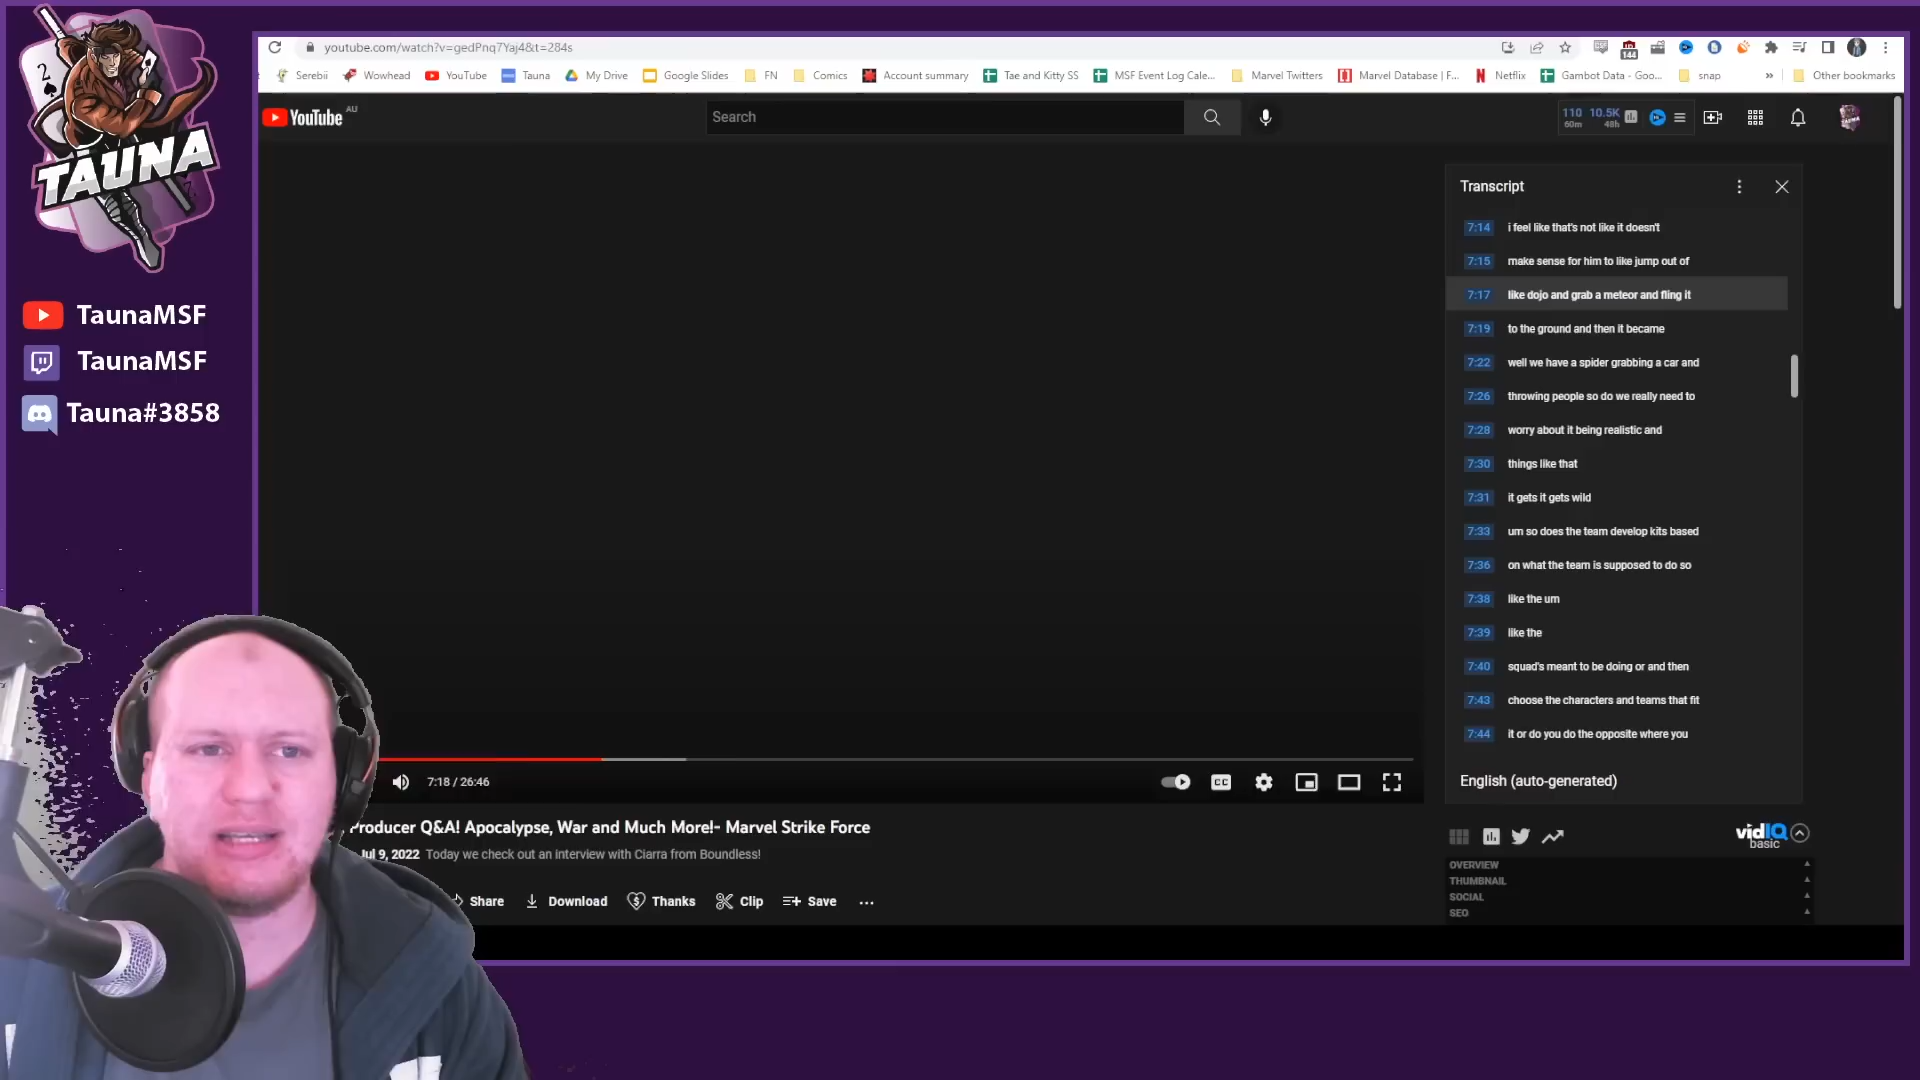 2
TAUNA
TaunaMSF
TaunaMSF
Tauna#3858
youtube.com/watch?v=gedPnq7Yaj4&t=284s
144
Serebii
Wowhead
YouTube
Tauna
My Drive
Google Slides
FN
Comics
Account summary
Tae and Kitty SS
MSF Event Log Cale...
Marvel Twitters
Marvel Database | F...
Netflix
Gambot Data - Goo...
snap
»
Other bookmarks
YouTube AU
Search
110 10.5K
60m 48h
Transcript
7:14 i feel like that's not like it doesn't
7:15 make sense for him to like jump out of
7:17 like dojo and grab a meteor and fling it
7:19 to the ground and then it became
7:22 well we have a spider grabbing a car and
7:26 throwing people so do we really need to
7:28 worry about it being realistic and
7:30 things like that
7:31 it gets it gets wild
7:33 um so does the team develop kits based
7:36 on what the team is supposed to do so
7:38 like the um
7:39 like the
7:40 squad's meant to be doing or and then
7:43 choose the characters and teams that fit
7:44 it or do you do the opposite where you
English (auto-generated)
7:18 / 26:46
CC
Producer Q&A! Apocalypse, War and Much More!- Marvel Strike Force
Jul 9, 2022 Today we check out an interview with Ciarra from Boundless!
Share
Download
Thanks
Clip
Save
...
vidIQ
basic
OVERVIEW
THUMBNAIL
SOCIAL
SEO